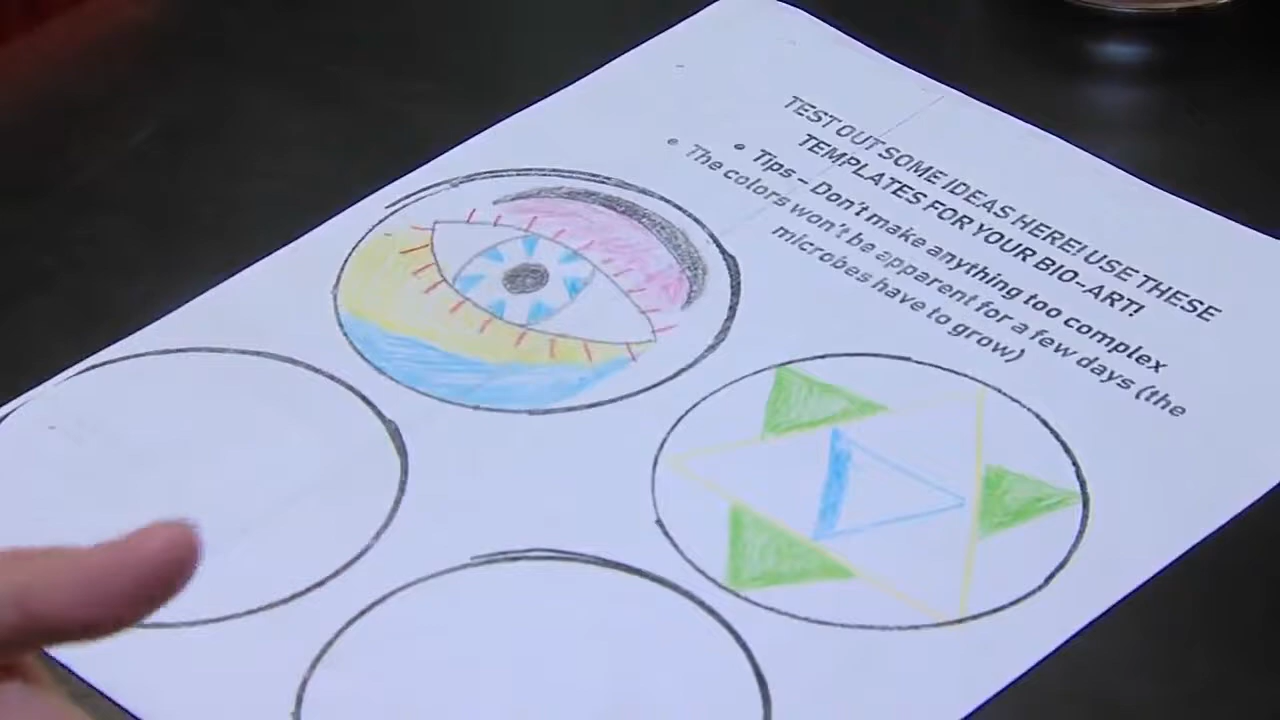 TEST OUT SOME IDEAS HERE! USE THESE
TEMPLATES FOR YOUR BIO-ART!
• Tips – Don't make anything too complex
• The colors won't be apparent for a few days (the
microbes have to grow)